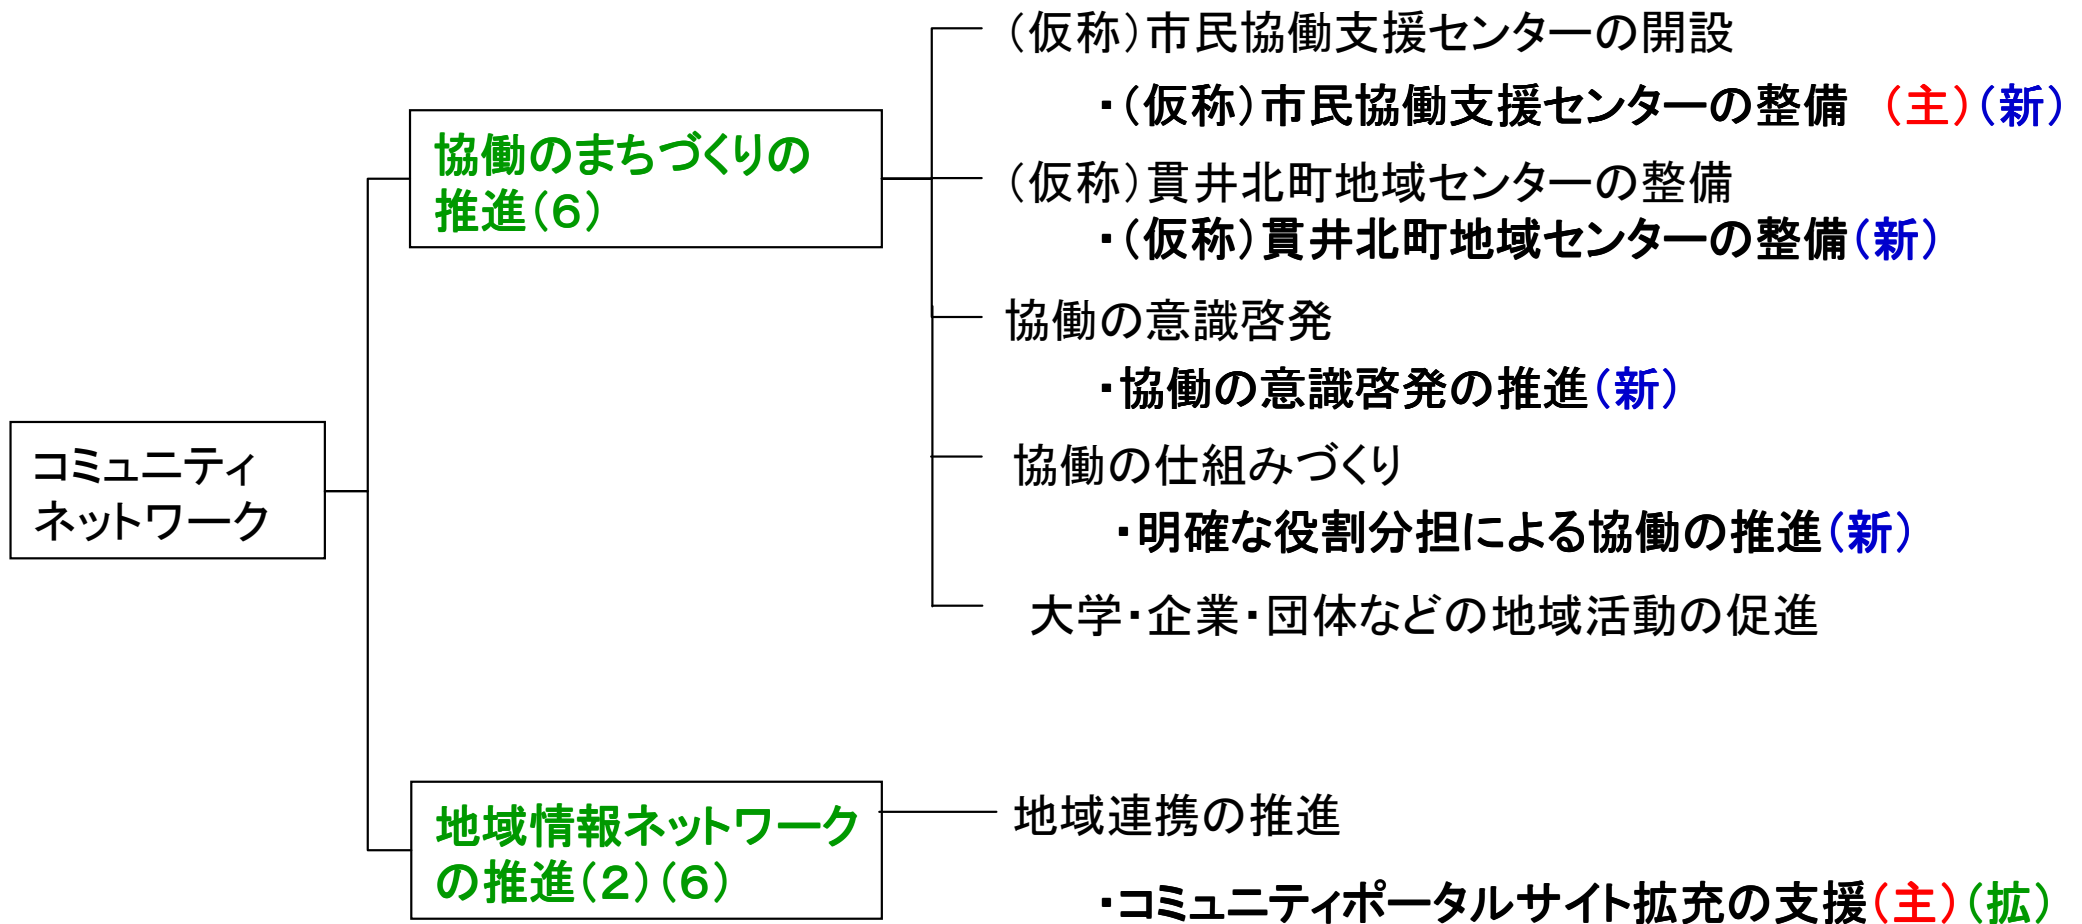 コミュニティ
ネットワーク
協働のまちづくりの
推進(6)
(仮称)市民協働支援センターの開設
・(仮称)市民協働支援センターの整備 (主)(新)
(仮称)貫井北町地域センターの整備
・(仮称)貫井北町地域センターの整備(新)
協働の意識啓発
・協働の意識啓発の推進(新)
協働の仕組みづくり
・明確な役割分担による協働の推進(新)
大学・企業・団体などの地域活動の促進
地域情報ネットワーク
の推進(2)(6)
地域連携の推進
・コミュニティポータルサイト拡充の支援(主)(拡)